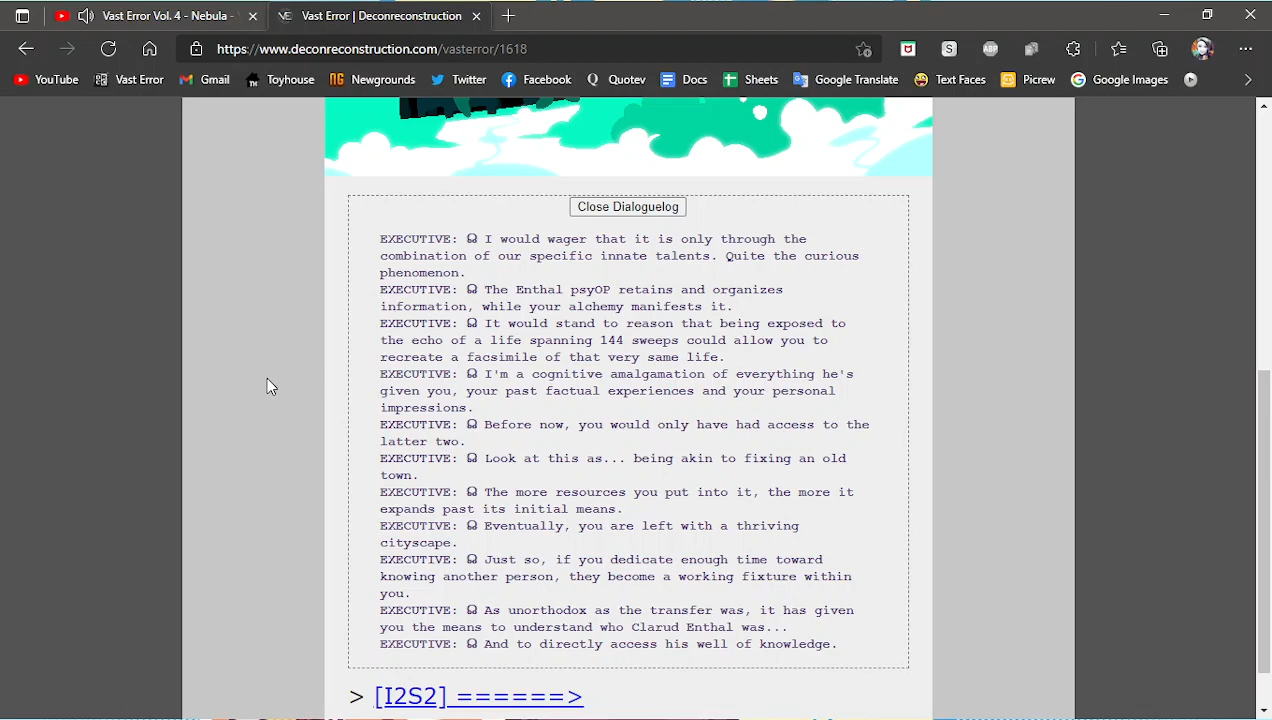 Vast Error Vol. 4 - Nebula -
Vast Error | Deconreconstruction
https://www.deconreconstruction.com/vasterror/1618
YouTube Vast Error Gmail Toyhouse NG Newgrounds Twitter Facebook Q Quotev Docs Sheets Google Translate Text Faces Picrew Google Images
Close Dialoguelog
EXECUTIVE: ☊ I would wager that it is only through the
combination of our specific innate talents. Quite the curious
phenomenon.
EXECUTIVE: ☊ The Enthal psyOP retains and organizes
information, while your alchemy manifests it.
EXECUTIVE: ☊ It would stand to reason that being exposed to
the echo of a life spanning 144 sweeps could allow you to
recreate a facsimile of that very same life.
EXECUTIVE: ☊ I'm a cognitive amalgamation of everything he's
given you, your past factual experiences and your personal
impressions.
EXECUTIVE: ☊ Before now, you would only have had access to the
latter two.
EXECUTIVE: ☊ Look at this as... being akin to fixing an old
town.
EXECUTIVE: ☊ The more resources you put into it, the more it
expands past its initial means.
EXECUTIVE: ☊ Eventually, you are left with a thriving
cityscape.
EXECUTIVE: ☊ Just so, if you dedicate enough time toward
knowing another person, they become a working fixture within
you.
EXECUTIVE: ☊ As unorthodox as the transfer was, it has given
you the means to understand who Clarud Enthal was...
EXECUTIVE: ☊ And to directly access his well of knowledge.
> [I2S2] ======>